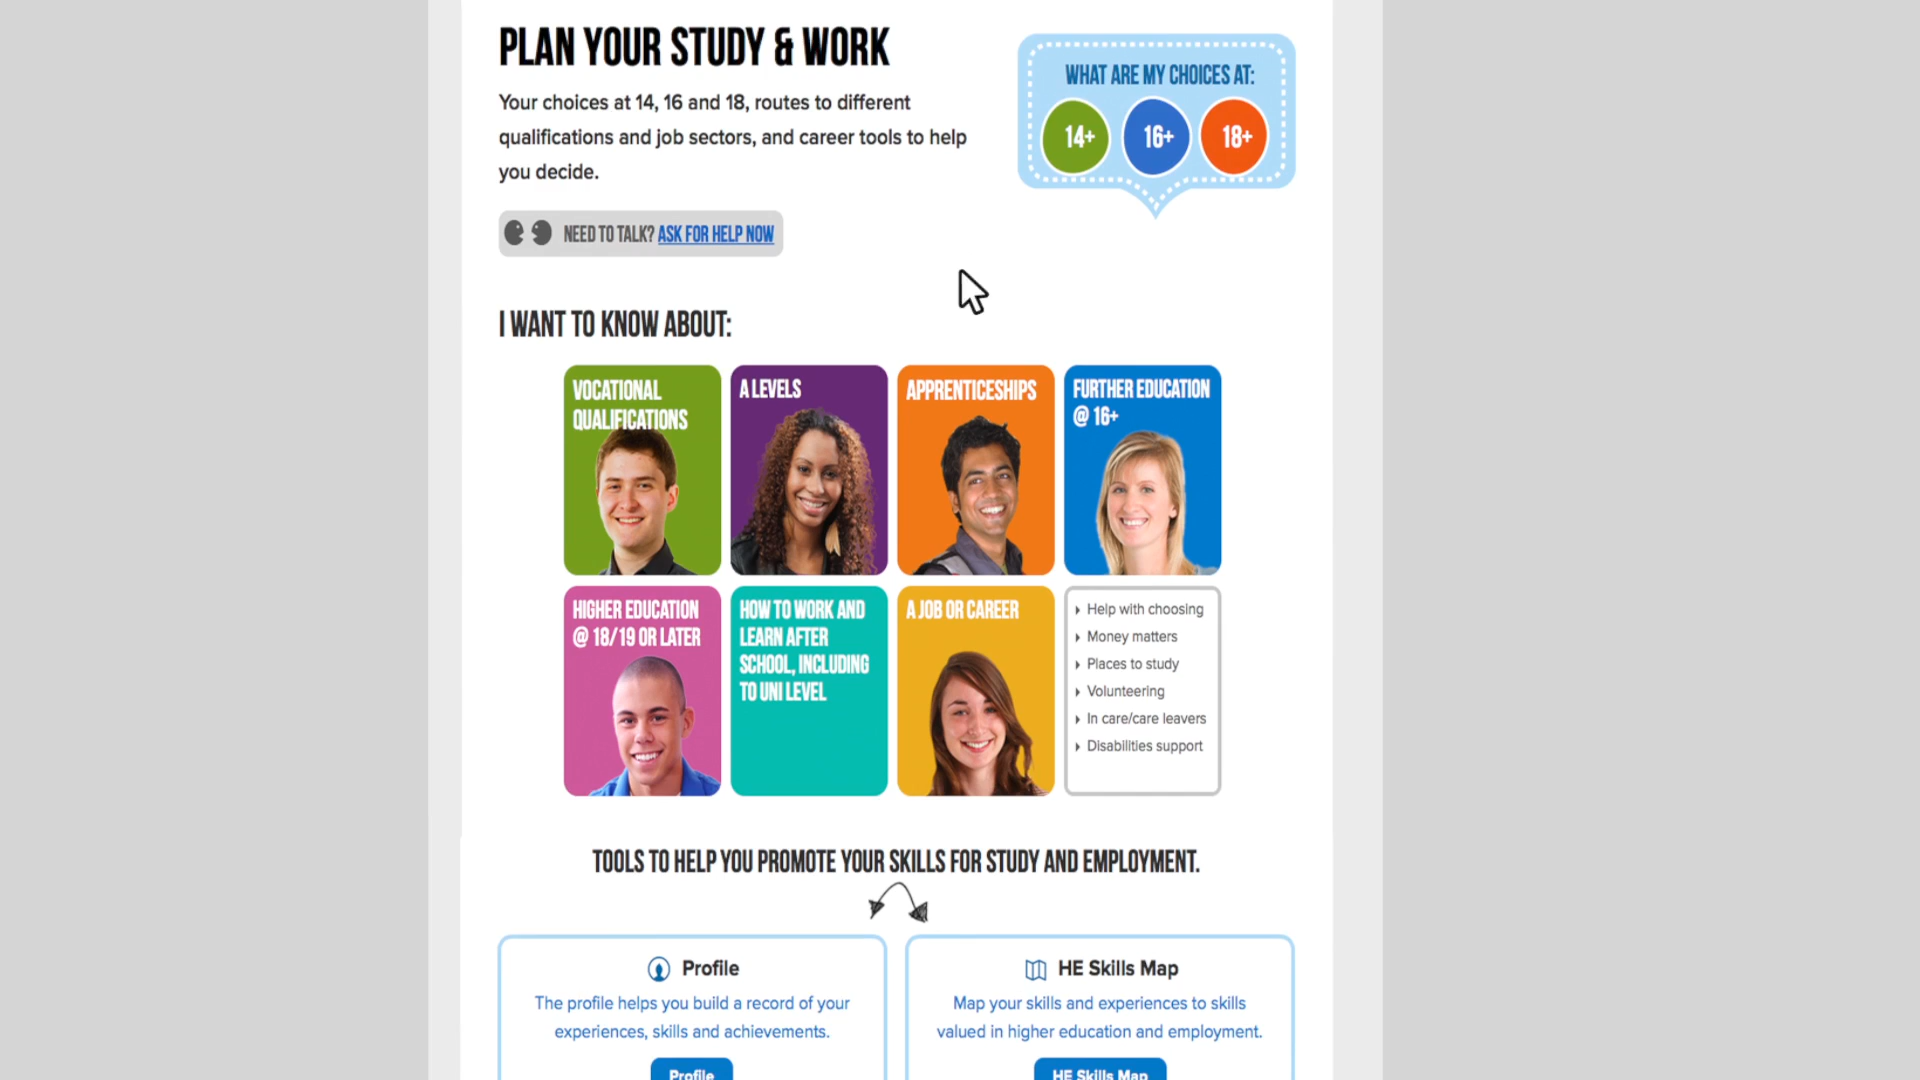 PLAN YOUR STUDY & WORK
Your choices at 14, 16 and 18, routes to different
qualifications and job sectors, and career tools to help
you decide.
WHAT ARE MY CHOICES AT:
14+ 16+ 18+
NEED TO TALK? ASK FOR HELP NOW
I WANT TO KNOW ABOUT:
VOCATIONAL
QUALIFICATIONS
A LEVELS
APPRENTICESHIPS
FURTHER EDUCATION
@ 16+
HIGHER EDUCATION
@ 18/19 OR LATER
HOW TO WORK AND
LEARN AFTER
SCHOOL, INCLUDING
TO UNI LEVEL
A JOB OR CAREER
Help with choosing
Money matters
Places to study
Volunteering
In care/care leavers
Disabilities support
TOOLS TO HELP YOU PROMOTE YOUR SKILLS FOR STUDY AND EMPLOYMENT.
Profile
The profile helps you build a record of your
experiences, skills and achievements.
Profile
HE Skills Map
Map your skills and experiences to skills
valued in higher education and employment.
HE Skills Map